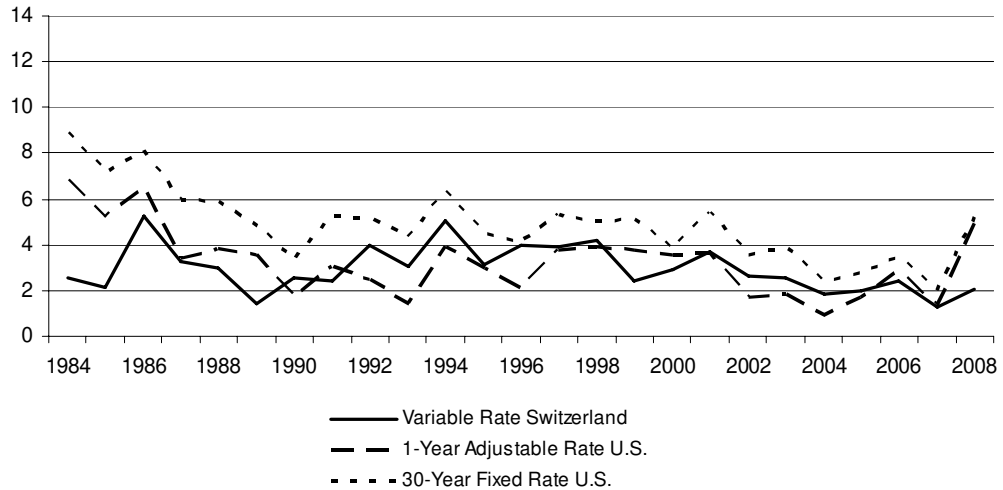 14
12
10
8
6
4
2
0
1984 1986 1988 1990 1992 1994 1996 1998 2000 2002 2004 2006 2008
Variable Rate Switzerland
1-Year Adjustable Rate U.S.
30-Year Fixed Rate U.S.